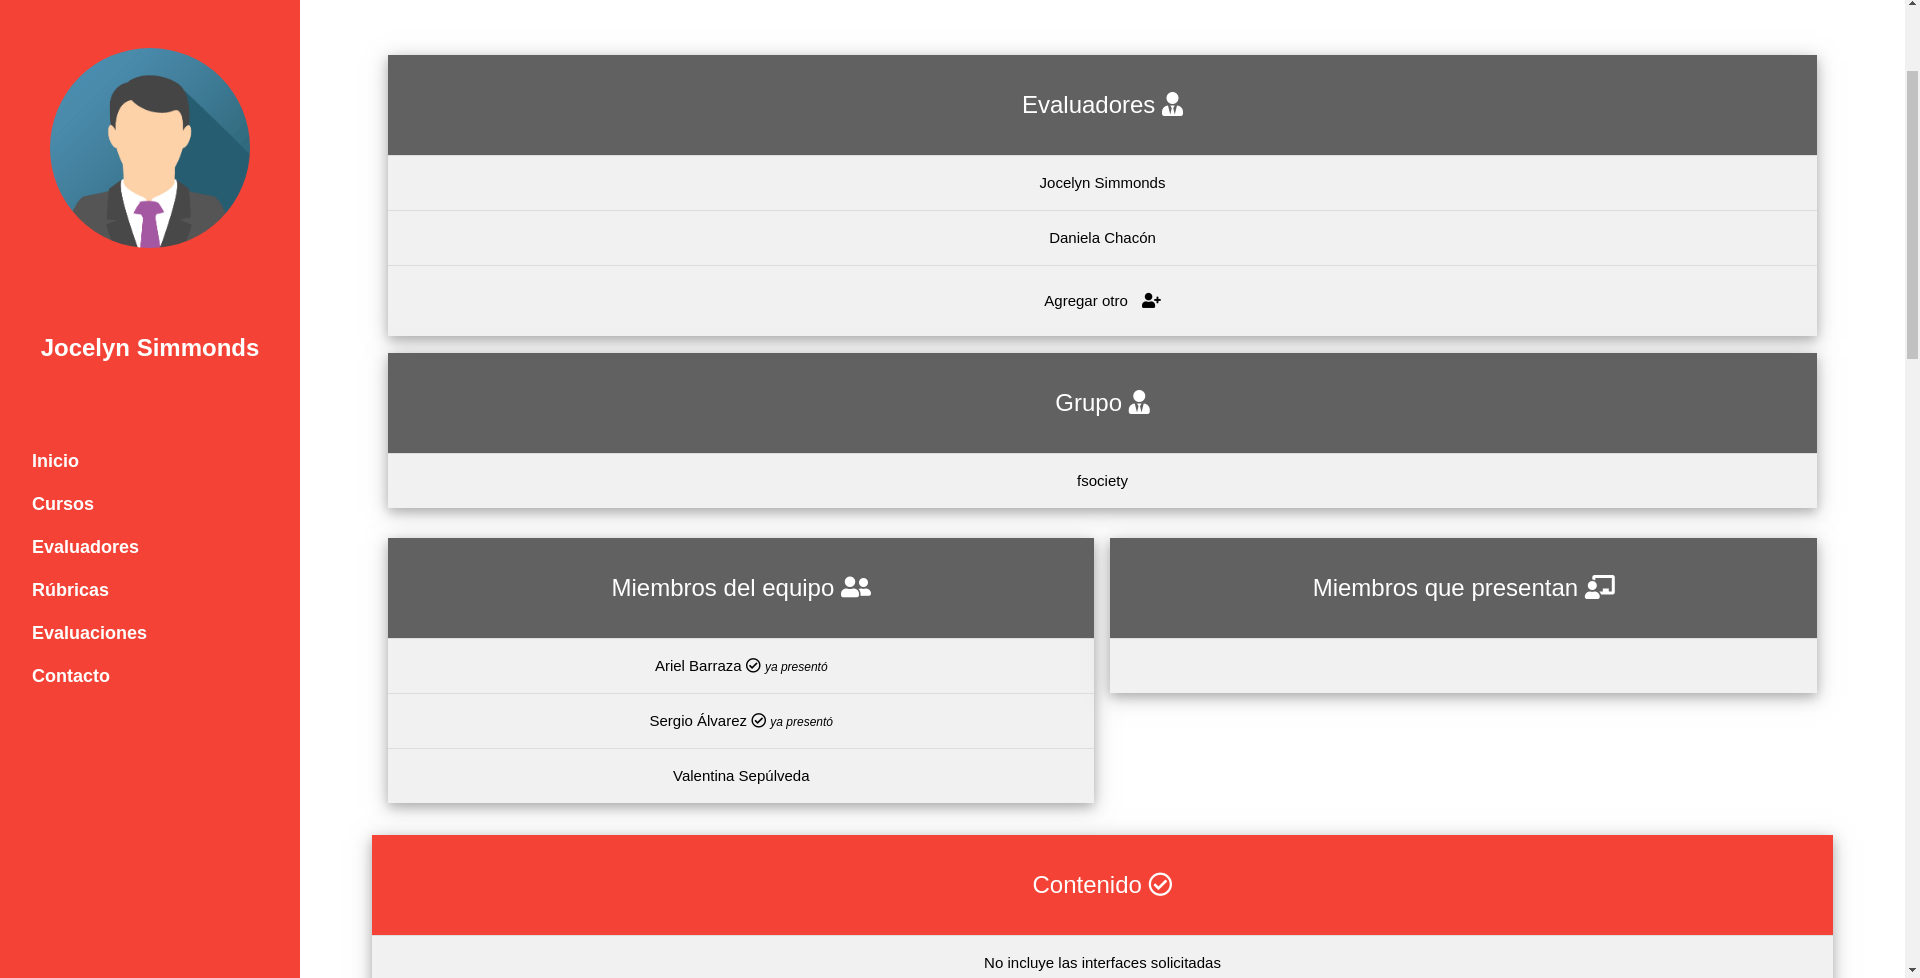 Jocelyn Simmonds
Inicio
Cursos
Evaluadores
Rúbricas
Evaluaciones
Contacto
Evaluadores
Jocelyn Simmonds
Daniela Chacón
Agregar otro
Grupo
fsociety
Miembros del equipo
Ariel Barraza ya presentó
Sergio Álvarez ya presentó
Valentina Sepúlveda
Miembros que presentan
Contenido
No incluye las interfaces solicitadas